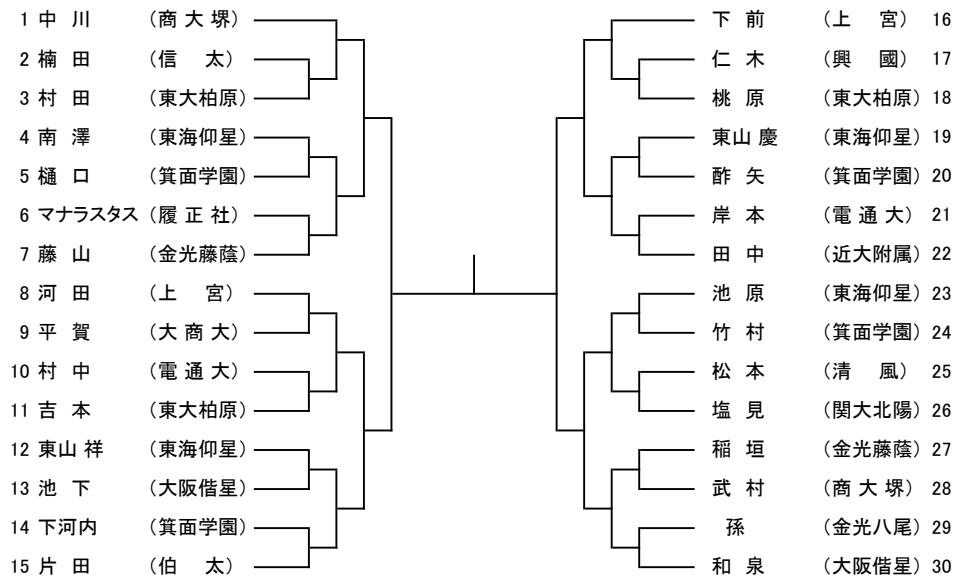 1 中 川 （商 大 堺）
2 楠 田 （信 太）
3 村 田 （東大柏原）
4 南 澤 （東海仰星）
5 樋 口 （箕面学園）
6 マナラスタス （履 正 社）
7 藤 山 （金光藤蔭）
8 河 田 （上 宮）
9 平 賀 （大 商 大）
10 村 中 （電 通 大）
11 吉 本 （東大柏原）
12 東山 祥 （東海仰星）
13 池 下 （大阪偕星）
14 下河内 （箕面学園）
15 片 田 （伯 太）
下 前 （上 宮） 16
仁 木 （興 國） 17
桃 原 （東大柏原） 18
東山 慶 （東海仰星） 19
酢 矢 （箕面学園） 20
岸 本 （電 通 大） 21
田 中 （近大附属） 22
池 原 （東海仰星） 23
竹 村 （箕面学園） 24
松 本 （清 風） 25
塩 見 （関大北陽） 26
稲 垣 （金光藤蔭） 27
武 村 （商 大 堺） 28
孫 （金光八尾） 29
和 泉 （大阪偕星） 30